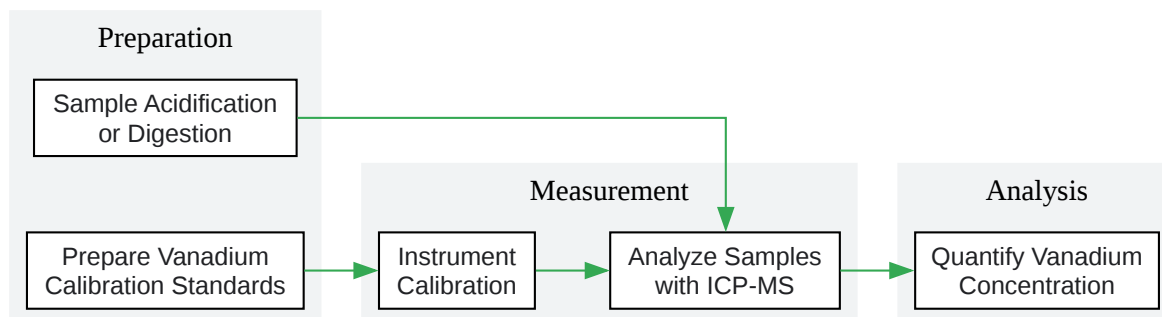 Preparation
Sample Acidification
or Digestion
Prepare Vanadium
Calibration Standards
Measurement
Instrument
Calibration
Analyze Samples
with ICP-MS
Analysis
Quantify Vanadium
Concentration